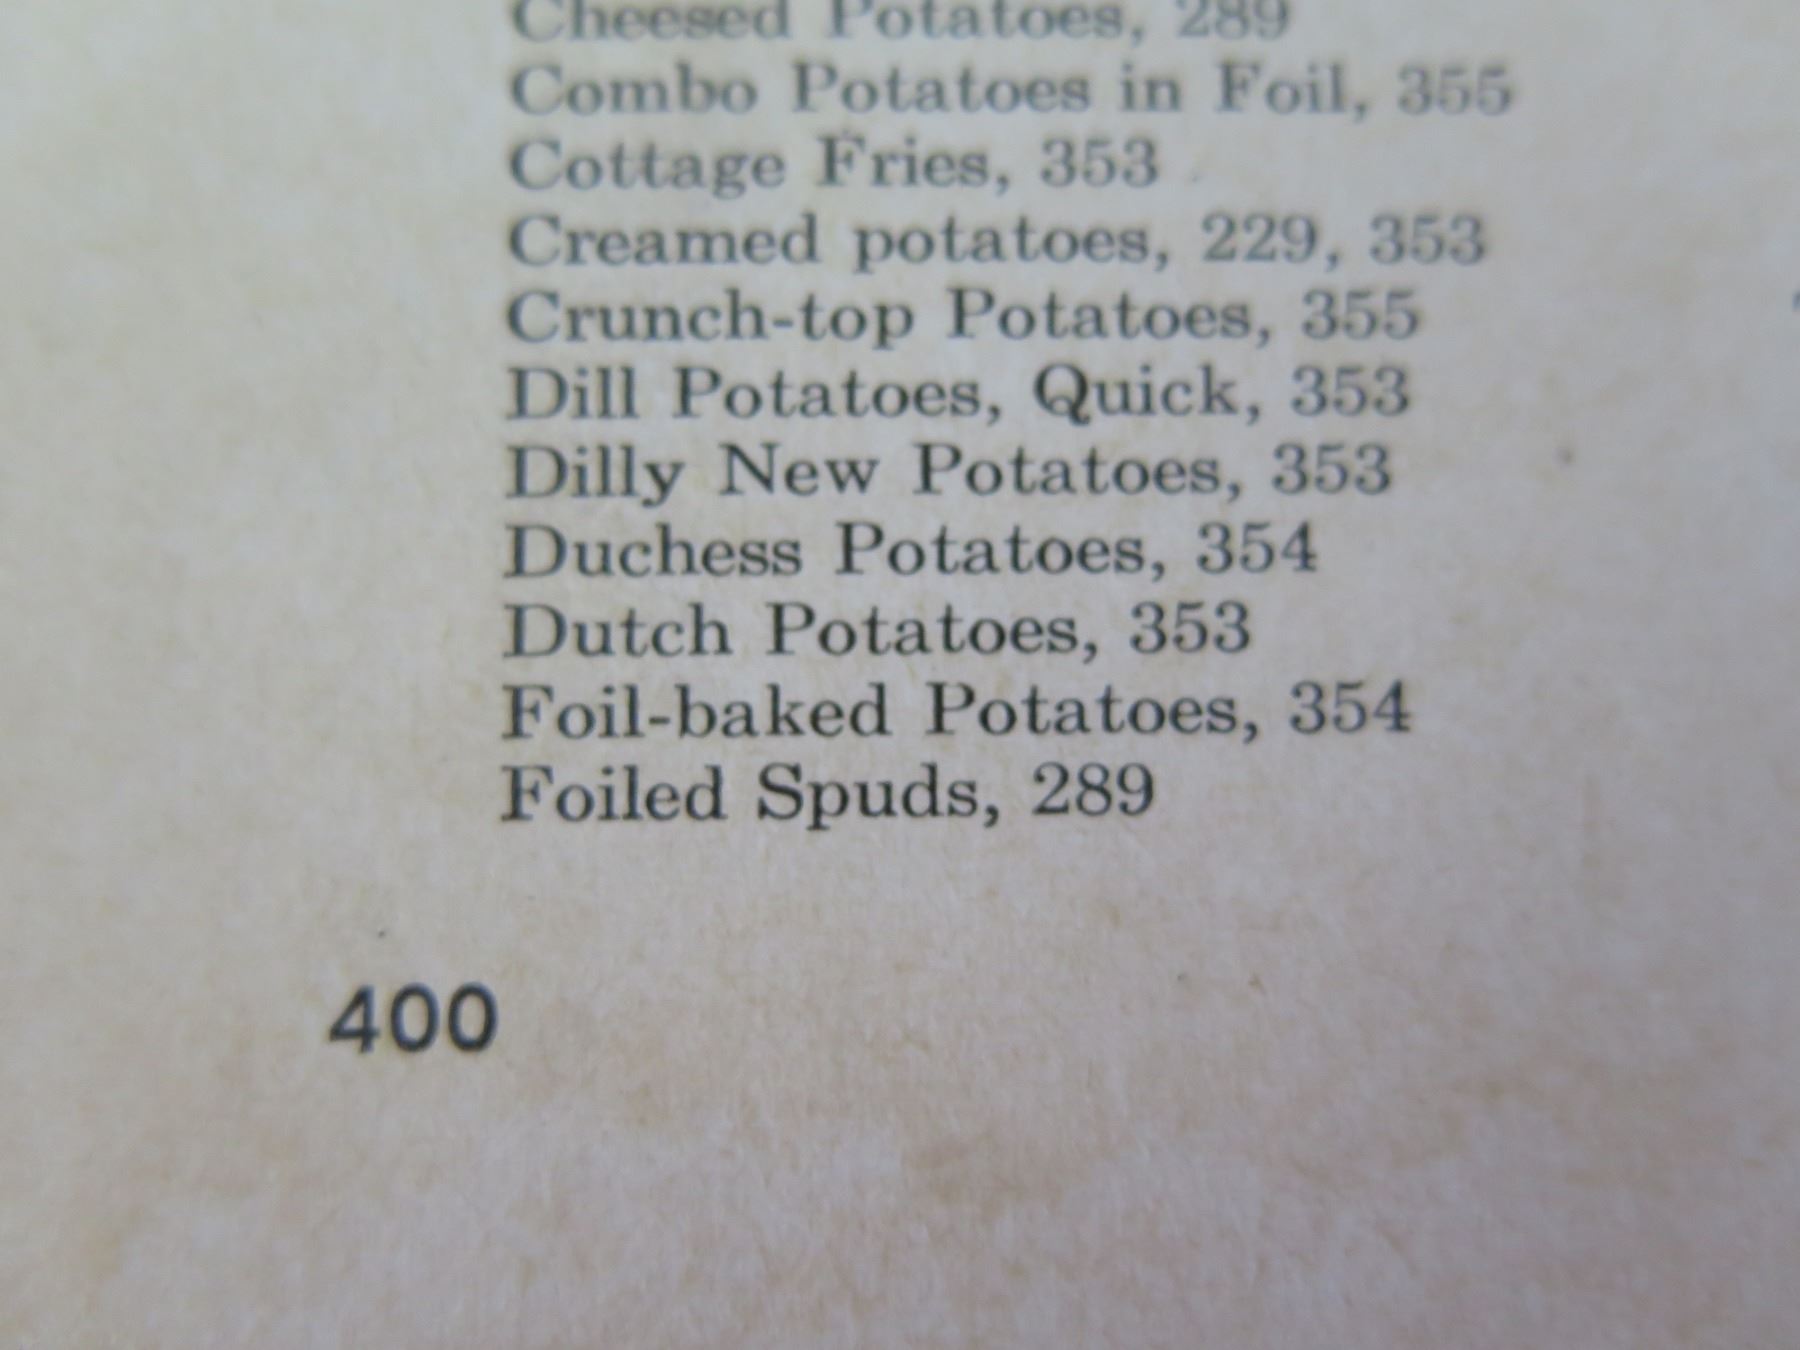 Cheesed Potatoes, 289
Combo Potatoes in Foil, 355
Cottage Fries, 353
Creamed potatoes, 229, 353
Crunch-top Potatoes, 355
Dill Potatoes, Quick, 353
Dilly New Potatoes, 353
Duchess Potatoes, 354
Dutch Potatoes, 353
Foil-baked Potatoes, 354
Foiled Spuds, 289
400